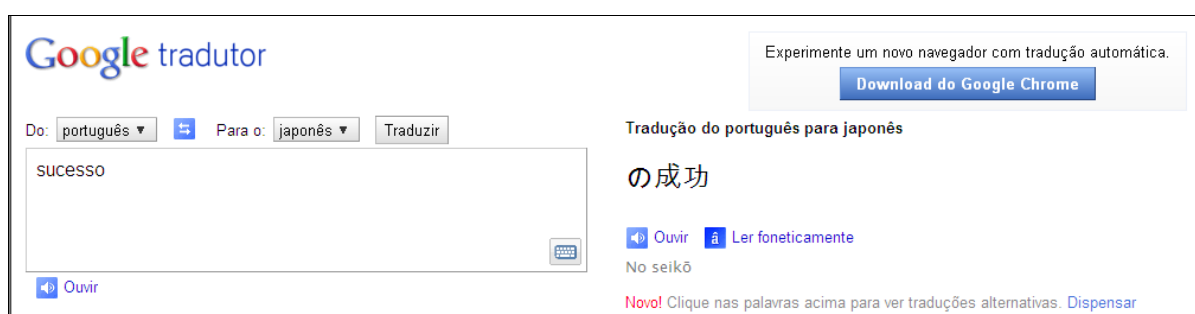 Google tradutor
Experimente um novo navegador com tradução automática.
Download do Google Chrome
Do: português ▼ Para o: japonês ▼ Traduzir
sucesso
Ouvir
Tradução do português para japonês
の成功
Ouvir â Ler foneticamente
No seikō
Novo! Clique nas palavras acima para ver traduções alternativas. Dispensar